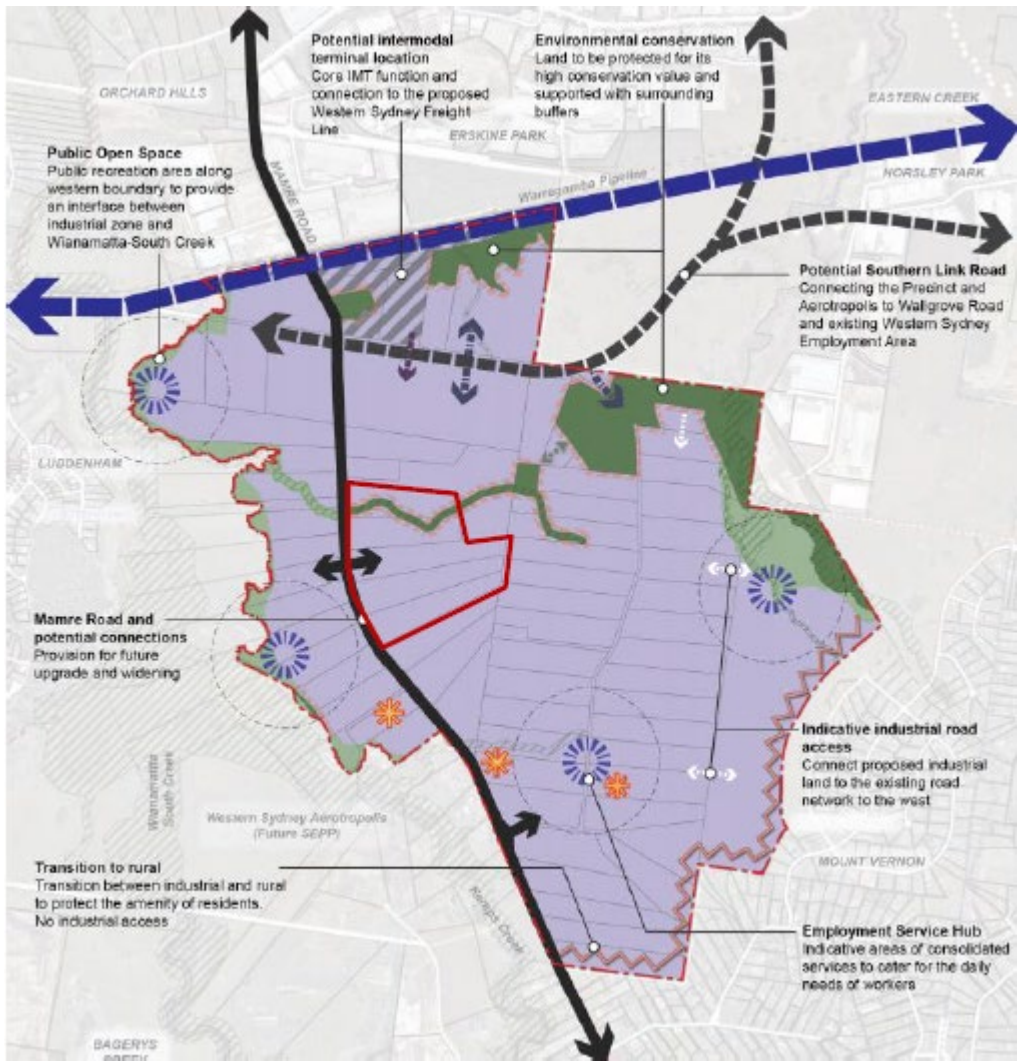 Potential intermodal
terminal location
Core IMT function and
connection to the proposed
Western Sydney Freight
Line
Environmental conservation
Land to be protected for its
high conservation value and
supported with surrounding
buffers
ORCHARD HILLS
ERSKINE PARK
EASTERN CREEK
HORSLEY PARK
Public Open Space
Public recreation area along
western boundary to provide
an interface between
industrial zone and
Wianamatta-South Creek
MAMRE ROAD
Warragamba Pipeline
Potential Southern Link Road
Connecting the Precinct and
Aerotropolis to Wallgrove Road
and existing Western Sydney
Employment Area
LUDDENHAM
Mamre Road and
potential connections
Provision for future
upgrade and widening
Indicative industrial road
access
Connect proposed industrial
land to the existing road
network to the west
Wianamatta
South Creek
Western Sydney Aerotropolis
(Future SEPP)
MOUNT VERNON
Transition to rural
Transition between industrial and rural
to protect the amenity of residents.
No industrial access
Kemps Creek
Employment Service Hub
Indicative areas of consolidated
services to cater for the daily
needs of workers
BADGERYS
CREEK